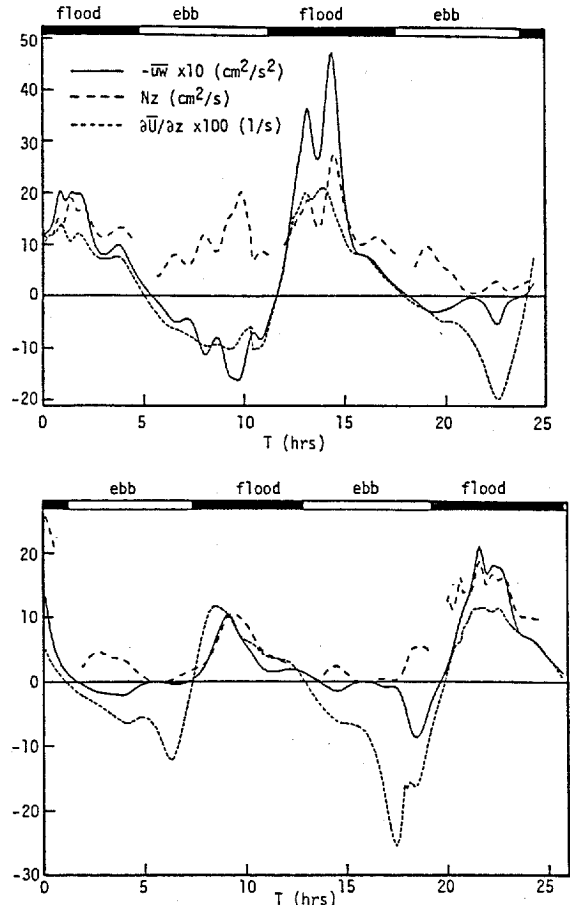 flood ebb flood ebb
-uw x10 (cm²/s²)
Nz (cm²/s)
∂U/∂z x100 (1/s)
50
40
30
20
10
0
-10
-20
0 5 10 15 20 25
T (hrs)
ebb flood ebb flood
20
10
0
-10
-20
-30
0 5 10 15 20 26
T (hrs)